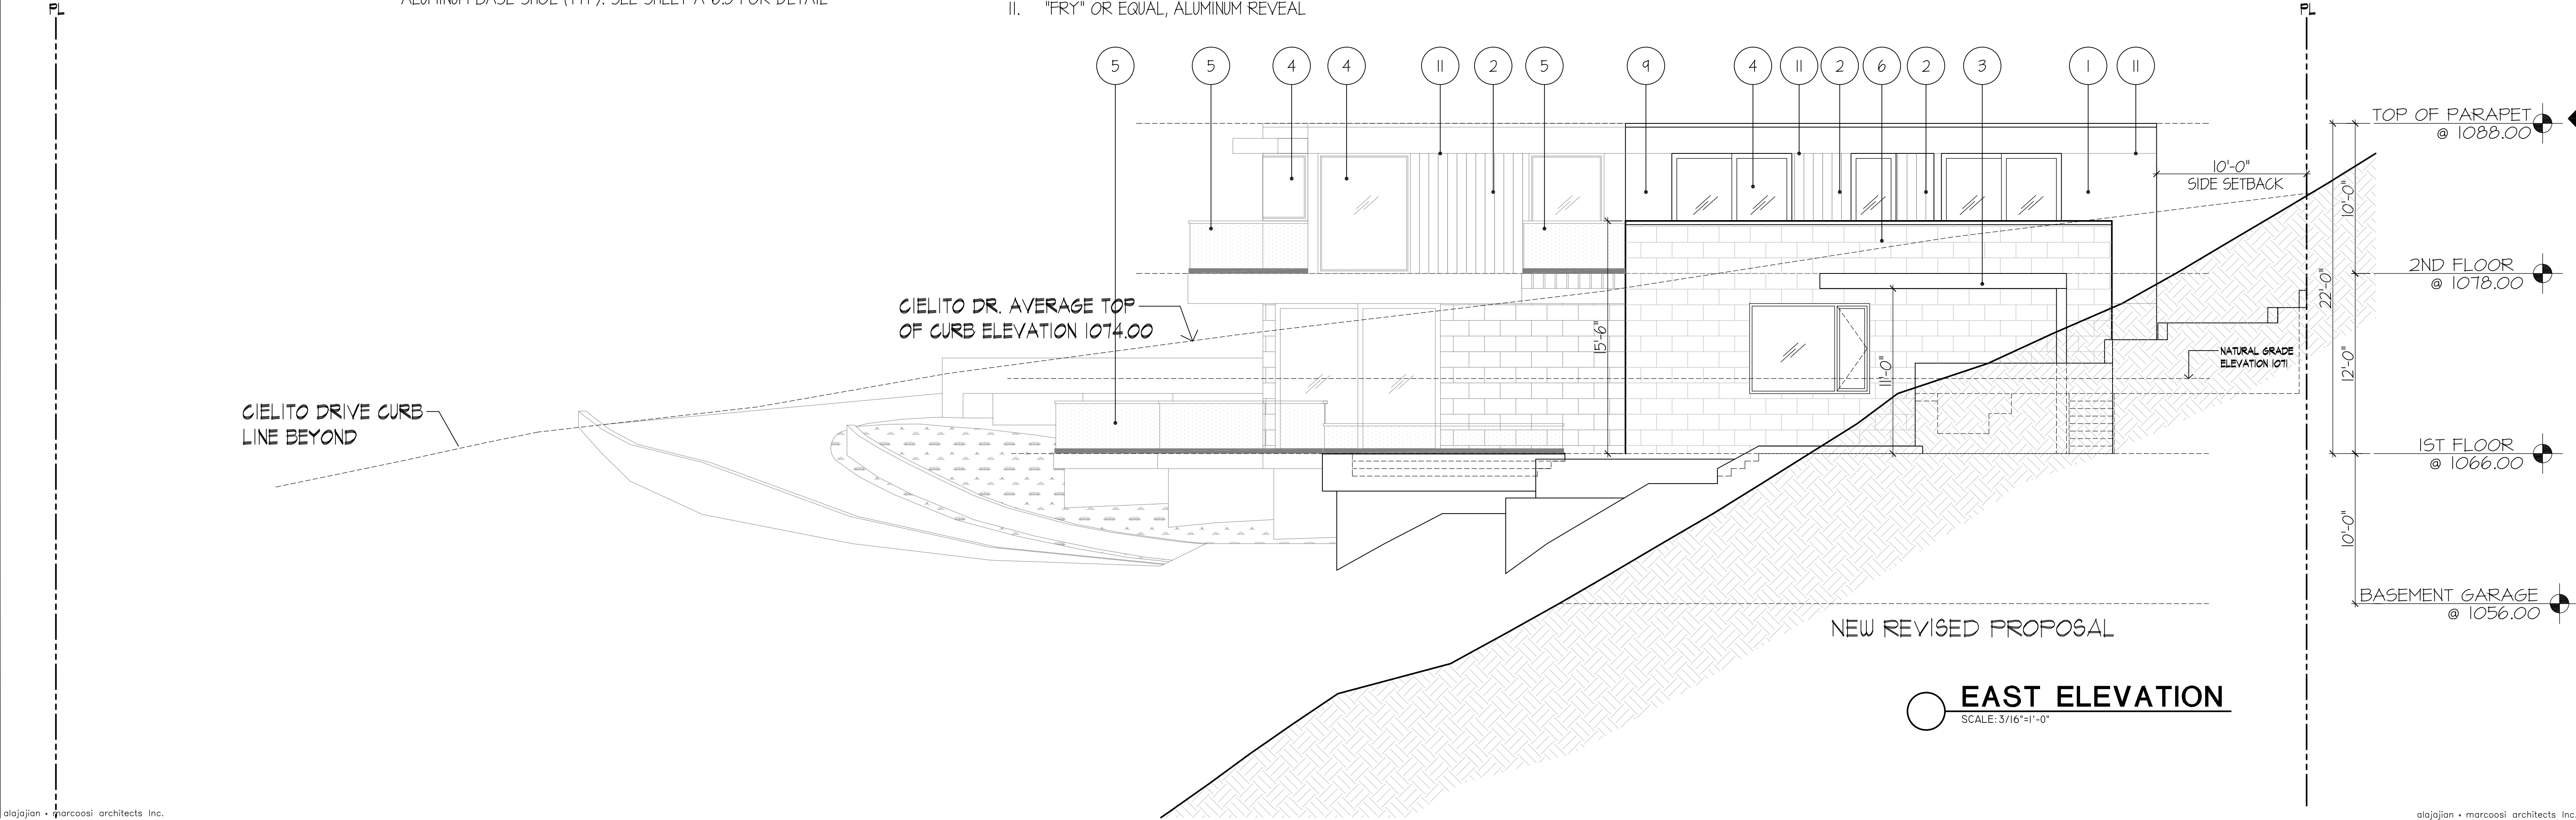 PL
ALUMINUM BASE SHOE (TYP). SEE SHEET A-6.3 FOR DETAIL
11. "FRY" OR EQUAL, ALUMINUM REVEAL
PL
5 5 4 4 11 2 5 9 4 11 2 6 2 3 1 11
TOP OF PARAPET
@ 1088.00
10'-0"
SIDE SETBACK
10'-0"
2ND FLOOR
@ 1078.00
22'-0"
CIELITO DR. AVERAGE TOP
OF CURB ELEVATION 1074.00
15'-6"
11'-0"
NATURAL GRADE
ELEVATION 1071
12'-0"
CIELITO DRIVE CURB
LINE BEYOND
1ST FLOOR
@ 1066.00
10'-0"
BASEMENT GARAGE
@ 1056.00
NEW REVISED PROPOSAL
EAST ELEVATION
SCALE: 3/16"=1'-0"
alajajian • marcoosi architects Inc.
alajajian • marcoosi architects Inc.